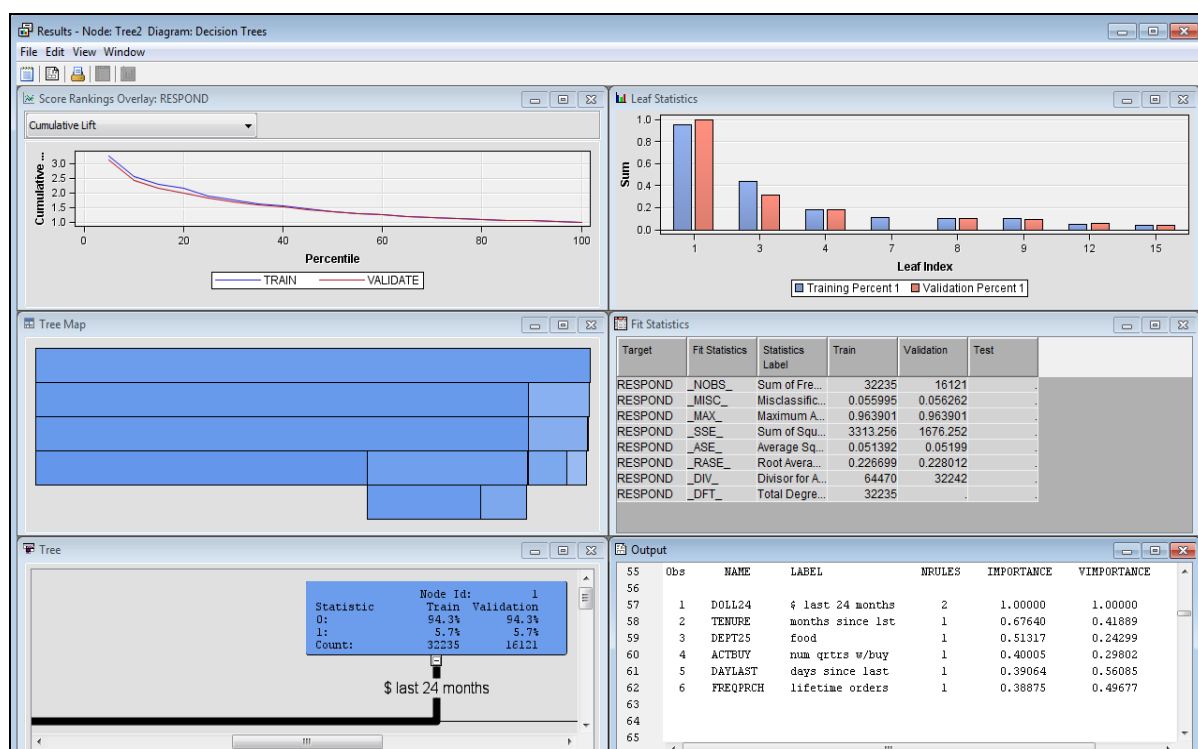 Results - Node: Tree2 Diagram: Decision Trees
File Edit View Window
Score Rankings Overlay: RESPOND
Cumulative Lift
Cumulative ...
3.0
2.5
2.0
1.5
1.0
0 20 40 60 80 100
Percentile
TRAIN VALIDATE
Leaf Statistics
Sum
1.0
0.8
0.6
0.4
0.2
0.0
1 3 4 7 8 9 12 15
Leaf Index
Training Percent 1 Validation Percent 1
Tree Map
Fit Statistics
Target Fit Statistics Statistics Label Train Validation Test
RESPOND _NOBS_ Sum of Fre... 32235 16121 .
RESPOND _MISC_ Misclassific... 0.055995 0.056262 .
RESPOND _MAX_ Maximum A... 0.963901 0.963901 .
RESPOND _SSE_ Sum of Squ... 3313.256 1676.252 .
RESPOND _ASE_ Average Sq... 0.051392 0.05199 .
RESPOND _RASE_ Root Avera... 0.226699 0.228012 .
RESPOND _DIV_ Divisor for A... 64470 32242 .
RESPOND _DFT_ Total Degre... 32235 . .
Tree
Node Id: 1
Statistic Train Validation
0: 94.3% 94.3%
1: 5.7% 5.7%
Count: 32235 16121
$ last 24 months
Output
55 Obs NAME LABEL NRULES IMPORTANCE VIMPORTANCE
56
57 1 DOLL24 $ last 24 months 2 1.00000 1.00000
58 2 TENURE months since 1st 1 0.67640 0.41889
59 3 DEPT25 food 1 0.51317 0.24299
60 4 ACTBUY num qrtrs w/buy 1 0.40005 0.29802
61 5 DAYLAST days since last 1 0.39064 0.56085
62 6 FREQPRCH lifetime orders 1 0.38875 0.49677
63
64
65